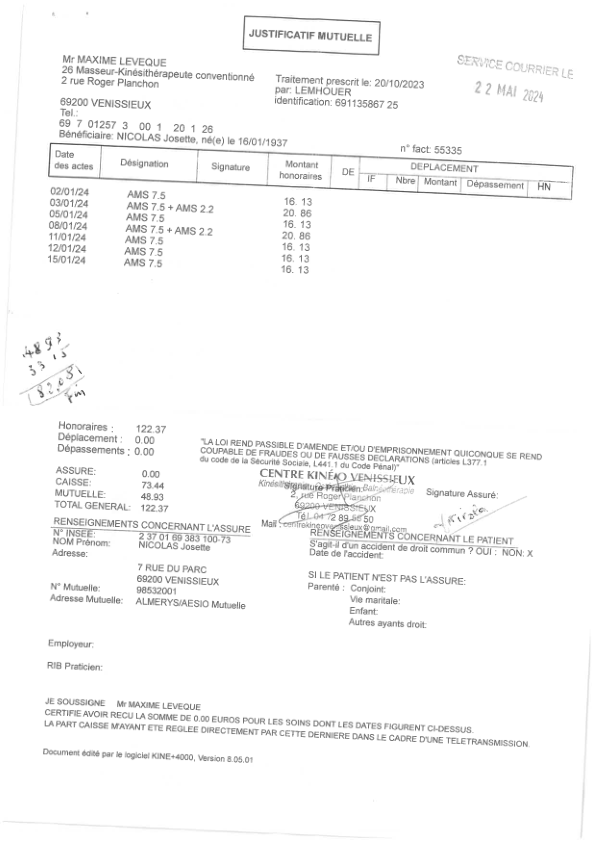 JUSTIFICATIF MUTUELLE
SERVICE COURRIER LE
22 MAI 2024
Mr MAXIME LEVEQUE
26 Masseur-Kinésithérapeute conventionné
2 rue Roger Planchon
69200 VENISSIEUX
Tel.:
69 7 01257 3 00 1 20 1 26
Bénéficiaire: NICOLAS Josette, né(e) le 16/01/1937
Traitement prescrit le: 20/10/2023
par: LEMHOUER
identification: 691135867 25
n° fact: 55335
Date des actes Désignation Signature Montant honoraires DE DEPLACEMENT IF Nbre Montant Dépassement HN
02/01/24 AMS 7.5 16. 13
03/01/24 AMS 7.5 + AMS 2.2 20. 86
05/01/24 AMS 7.5 16. 13
08/01/24 AMS 7.5 + AMS 2.2 20. 86
11/01/24 AMS 7.5 16. 13
12/01/24 AMS 7.5 16. 13
15/01/24 AMS 7.5 16. 13
4893
33 15
82,08
Honoraires : 122.37
Déplacement : 0.00
Dépassements : 0.00
ASSURE: 0.00
CAISSE: 73.44
MUTUELLE: 48.93
TOTAL GENERAL: 122.37
"LA LOI REND PASSIBLE D'AMENDE ET/OU D'EMPRISONNEMENT QUICONQUE SE REND
COUPABLE DE FRAUDES OU DE FAUSSES DECLARATIONS (articles L377.1
du code de la Sécurité Sociale, L441.1 du Code Pénal)"
CENTRE KINÉO VENISSIEUX
Signature Praticien:
Balnéothérapie
2, rue Roger Planchon
69200 VENISSIEUX
Tél. 04 72 89 50
Mail : centrekineovenissieux@gmail.com
Signature Assuré:
RENSEIGNEMENTS CONCERNANT L'ASSURE
N° INSEE: 2 37 01 69 383 100-73
NOM Prénom: NICOLAS Josette
Adresse:
7 RUE DU PARC
69200 VENISSIEUX
N° Mutuelle: 98532001
Adresse Mutuelle: ALMERYS/AESIO Mutuelle
RENSEIGNEMENTS CONCERNANT LE PATIENT
S'agit-il d'un accident de droit commun ? OUI : NON: X
Date de l'accident:
SI LE PATIENT N'EST PAS L'ASSURE:
Parenté : Conjoint:
Vie maritale:
Enfant:
Autres ayants droit:
Employeur:
RIB Praticien:
JE SOUSSIGNE Mr MAXIME LEVEQUE
CERTIFIE AVOIR RECU LA SOMME DE 0.00 EUROS POUR LES SOINS DONT LES DATES FIGURENT CI-DESSUS.
LA PART CAISSE M'AYANT ETE REGLEE DIRECTEMENT PAR CETTE DERNIERE DANS LE CADRE D'UNE TELETRANSMISSION.
Document édité par le logiciel KINE+4000, Version 8.05.01